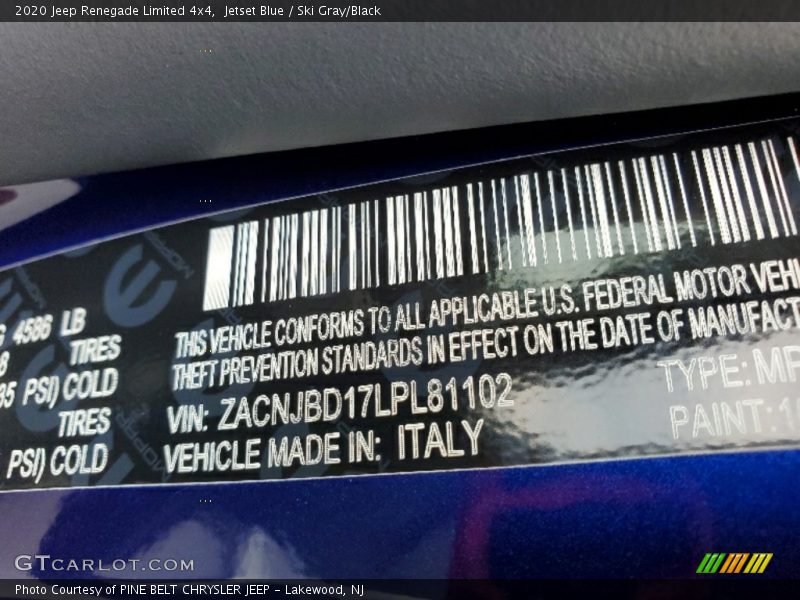 2020 Jeep Renegade Limited 4x4, Jetset Blue / Ski Gray/Black
4586 LB
TIRES
PSI) COLD
TIRES
PSI) COLD
THIS VEHICLE CONFORMS TO ALL APPLICABLE U.S. FEDERAL MOTOR VEHI
THEFT PREVENTION STANDARDS IN EFFECT ON THE DATE OF MANUFACT
VIN: ZACNJBD17LPL81102
TYPE: MP
VEHICLE MADE IN: ITALY
PAINT:
GTCARLOT.COM
Photo Courtesy of PINE BELT CHRYSLER JEEP - Lakewood, NJ